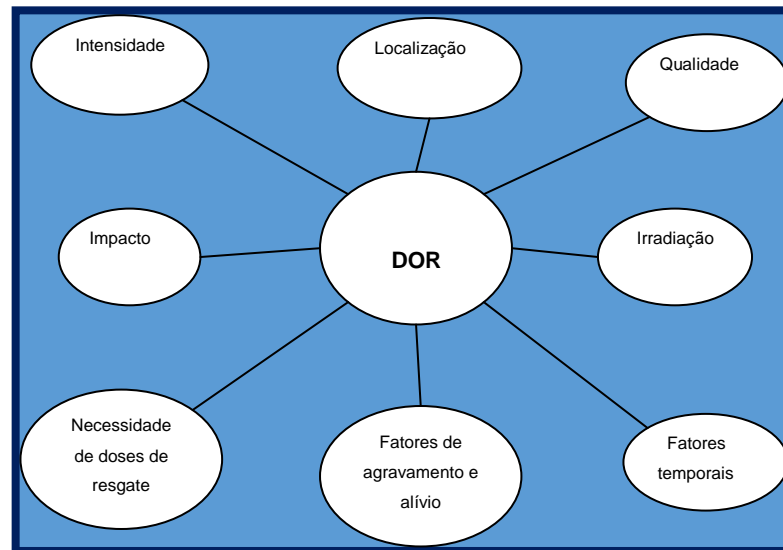 Intensidade
Localização
Qualidade
Impacto
DOR
Irradiação
Necessidade
de doses de
resgate
Fatores de
agravamento e
alívio
Fatores
temporais